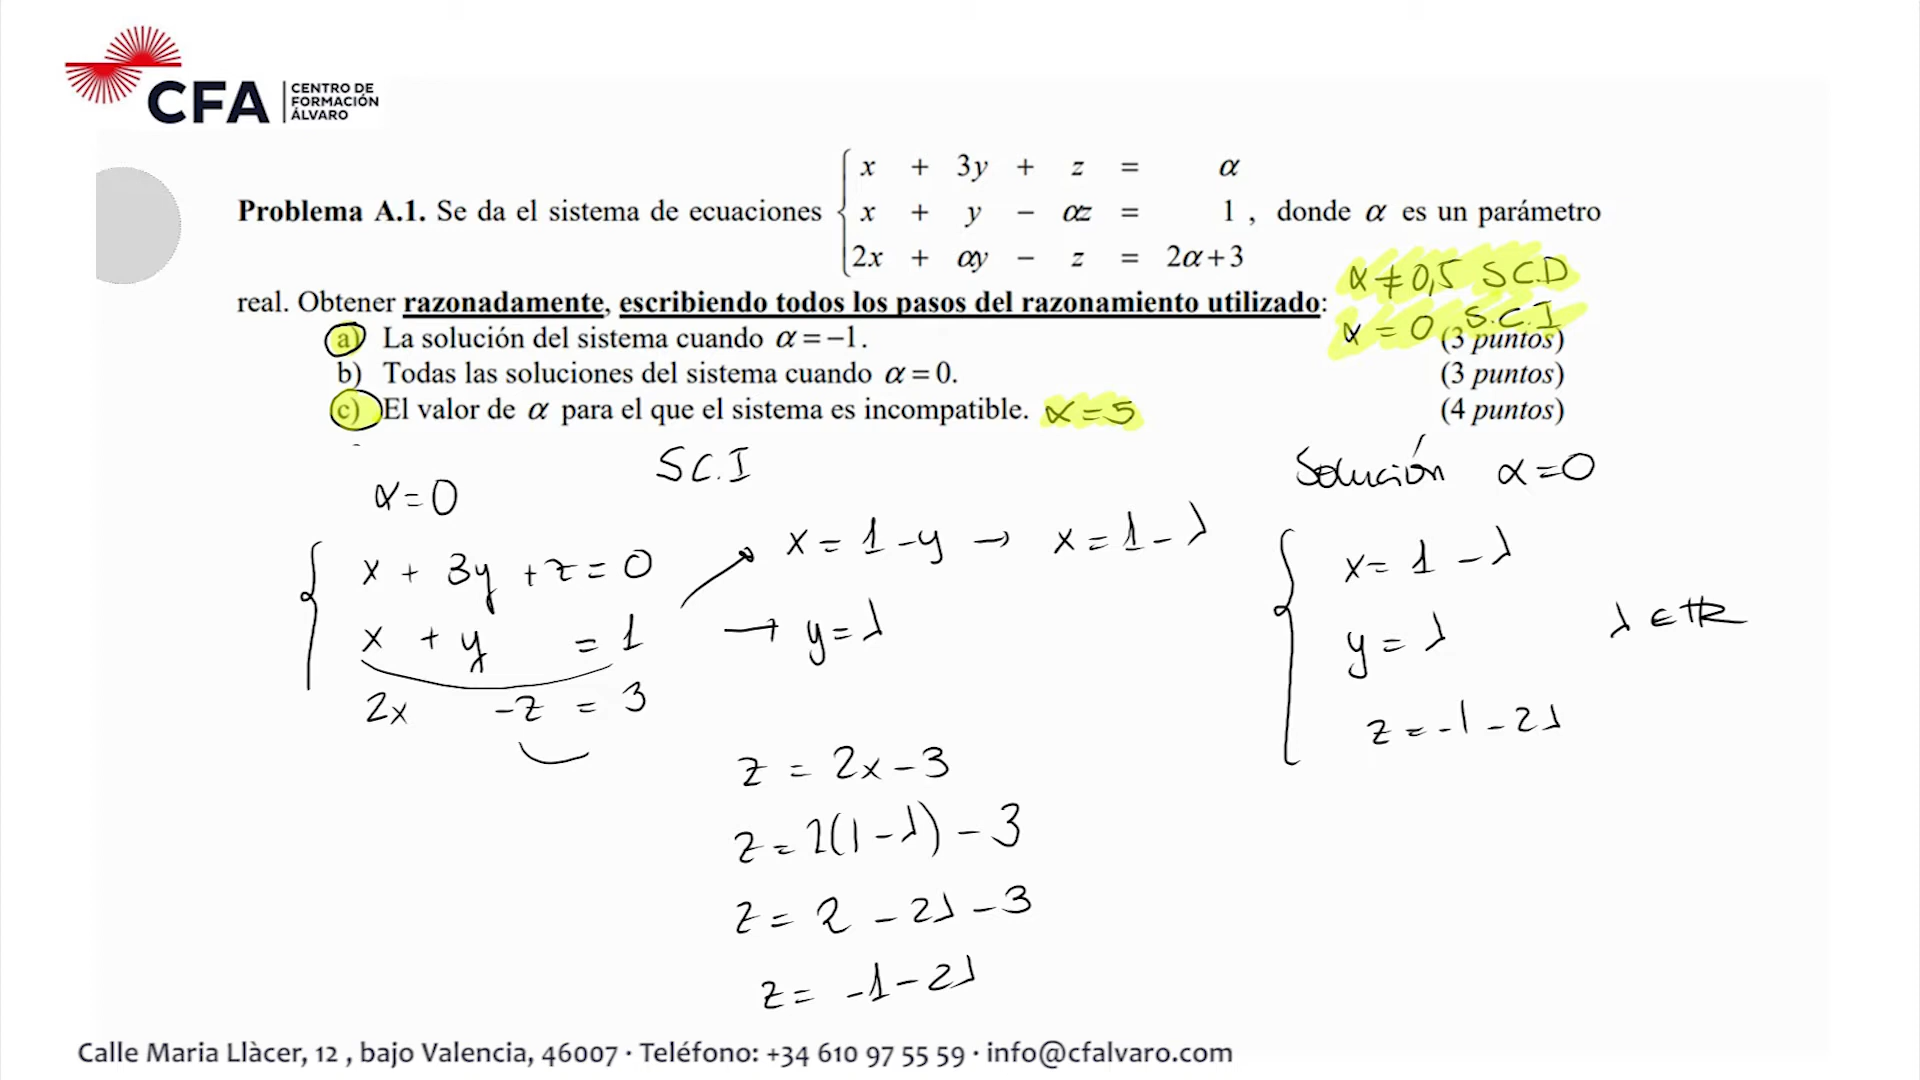 CFA
CENTRO DE
FORMACIÓN
ÁLVARO
x + 3y + z = α
Problema A.1. Se da el sistema de ecuaciones x + y − αz = 1 , donde α es un parámetro
2x + αy − z = 2α+3
real. Obtener razonadamente, escribiendo todos los pasos del razonamiento utilizado:
α ≠ 0,5 S.C.D
α = 0 S.C.I
a) La solución del sistema cuando α = −1. (3 puntos)
b) Todas las soluciones del sistema cuando α = 0. (3 puntos)
c) El valor de α para el que el sistema es incompatible. α = 5 (4 puntos)
S.C.I
α = 0
x + 3y + z = 0
x + y = 1
2x - z = 3
x = 1 - y → x = 1 - λ
→ y = λ
z = 2x - 3
z = 2(1 - λ) - 3
z = 2 - 2λ - 3
z = -1 - 2λ
Solución α = 0
x = 1 - λ
y = λ λ ∈ ℝ
z = -1 - 2λ
Calle Maria Llàcer, 12 , bajo Valencia, 46007 · Teléfono: +34 610 97 55 59 · info@cfalvaro.com